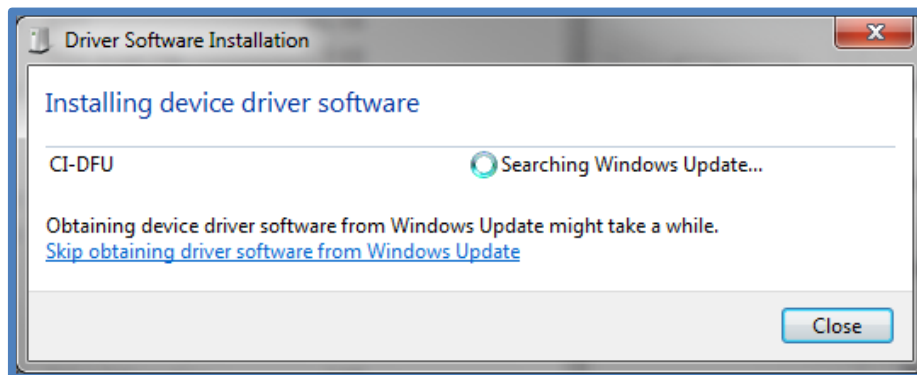 Driver Software Installation
Installing device driver software
CI-DFU Searching Windows Update...
Obtaining device driver software from Windows Update might take a while.
Skip obtaining driver software from Windows Update
Close